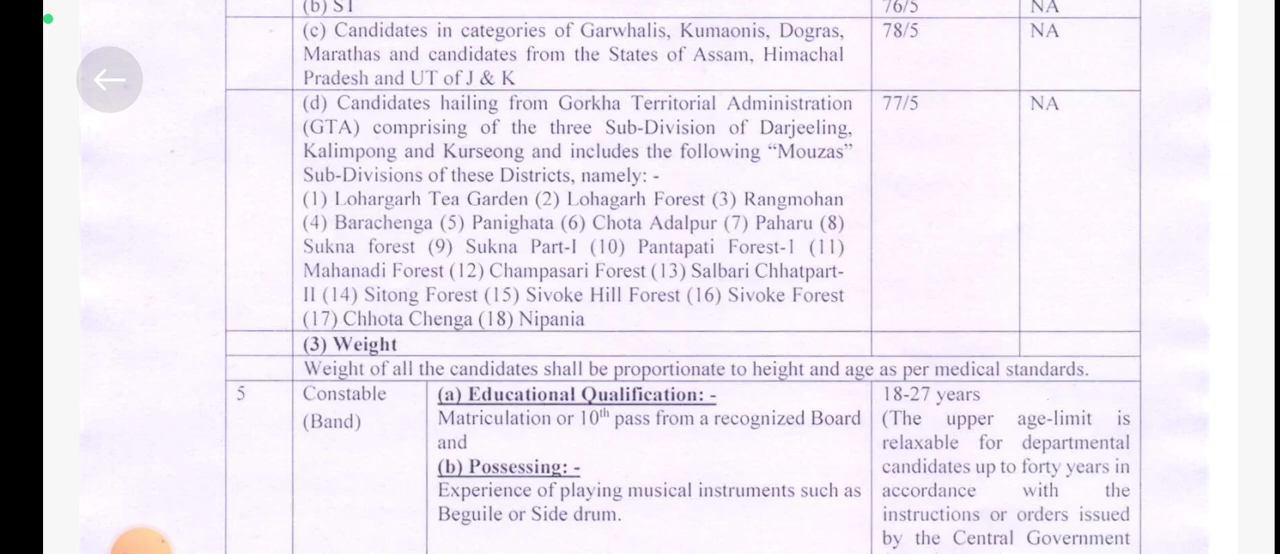 (b) ST 76/5 NA
(c) Candidates in categories of Garwhalis, Kumaonis, Dogras, 78/5 NA
Marathas and candidates from the States of Assam, Himachal
Pradesh and UT of J & K
(d) Candidates hailing from Gorkha Territorial Administration 77/5 NA
(GTA) comprising of the three Sub-Division of Darjeeling,
Kalimpong and Kurseong and includes the following “Mouzas”
Sub-Divisions of these Districts, namely: -
(1) Lohargarh Tea Garden (2) Lohagarh Forest (3) Rangmohan
(4) Barachenga (5) Panighata (6) Chota Adalpur (7) Paharu (8)
Sukna forest (9) Sukna Part-I (10) Pantapati Forest-1 (11)
Mahanadi Forest (12) Champasari Forest (13) Salbari Chhatpart-
II (14) Sitong Forest (15) Sivoke Hill Forest (16) Sivoke Forest
(17) Chhota Chenga (18) Nipania
(3) Weight
Weight of all the candidates shall be proportionate to height and age as per medical standards.
5 Constable (a) Educational Qualification: - 18-27 years
(Band) Matriculation or 10th pass from a recognized Board (The upper age-limit is
and relaxable for departmental
(b) Possessing: - candidates up to forty years in
Experience of playing musical instruments such as accordance with the
Beguile or Side drum. instructions or orders issued
by the Central Government